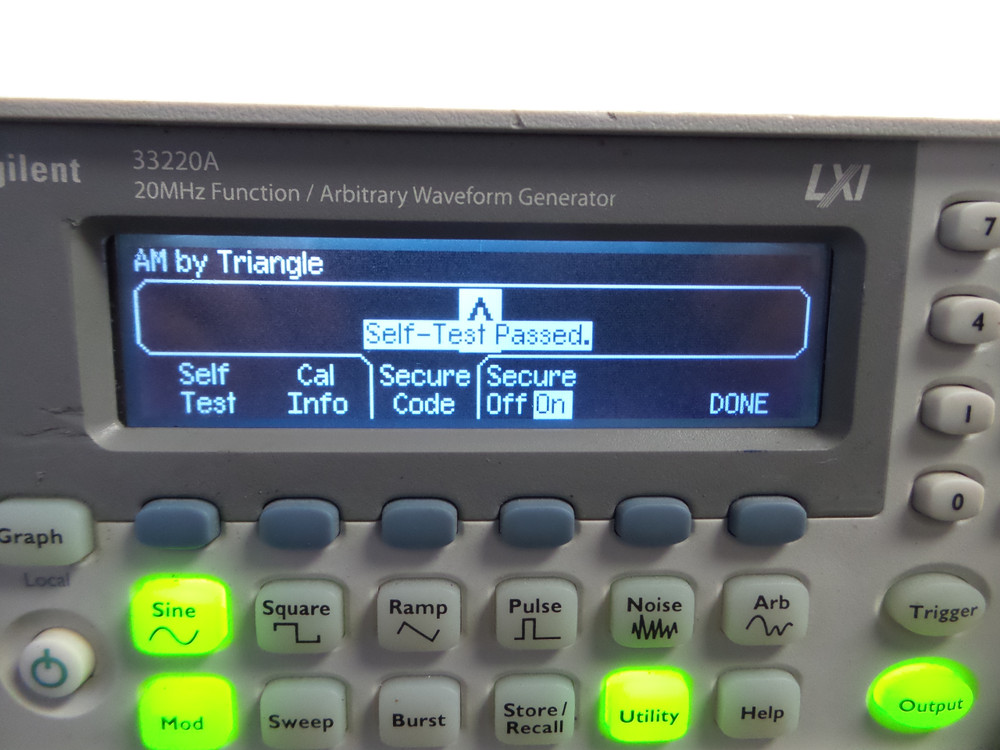 gilent
33220A
20MHz Function / Arbitrary Waveform Generator
LXI
AM by Triangle
Self-Test Passed.
Self Test
Cal Info
Secure Code
Secure Off On
DONE
7
4
1
0
Graph
Local
Sine
Square
Ramp
Pulse
Noise
Arb
Trigger
Mod
Sweep
Burst
Store/
Recall
Utility
Help
Output